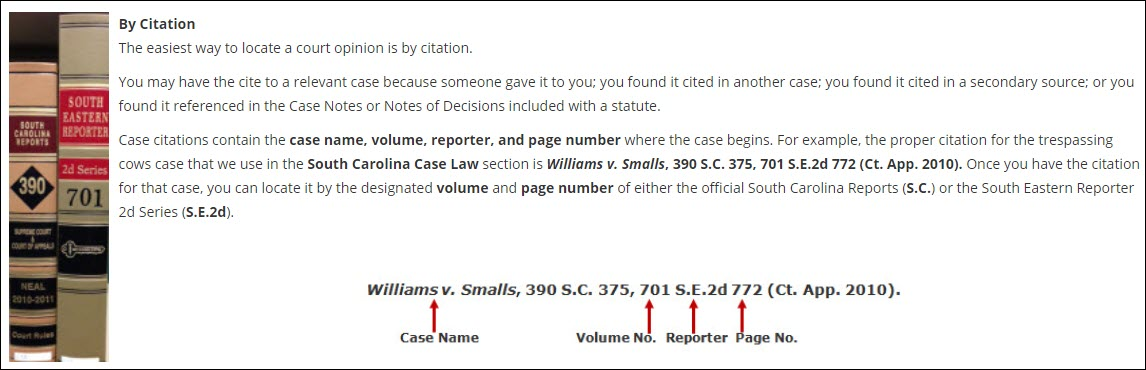 By Citation
The easiest way to locate a court opinion is by citation.
You may have the cite to a relevant case because someone gave it to you; you found it cited in another case; you found it cited in a secondary source; or you
found it referenced in the Case Notes or Notes of Decisions included with a statute.
Case citations contain the case name, volume, reporter, and page number where the case begins. For example, the proper citation for the trespassing
cows case that we use in the South Carolina Case Law section is Williams v. Smalls, 390 S.C. 375, 701 S.E.2d 772 (Ct. App. 2010). Once you have the citation
for that case, you can locate it by the designated volume and page number of either the official South Carolina Reports (S.C.) or the South Eastern Reporter
2d Series (S.E.2d).
Williams v. Smalls, 390 S.C. 375, 701 S.E.2d 772 (Ct. App. 2010).
Case Name
Volume No.
Reporter
Page No.
SOUTH
CAROLINA
REPORTS
390
SUPREME COURT
&
COURT OF APPEALS
NEAL
2010-2011
Court Rules
SOUTH
EASTERN
REPORTER
2d Series
701